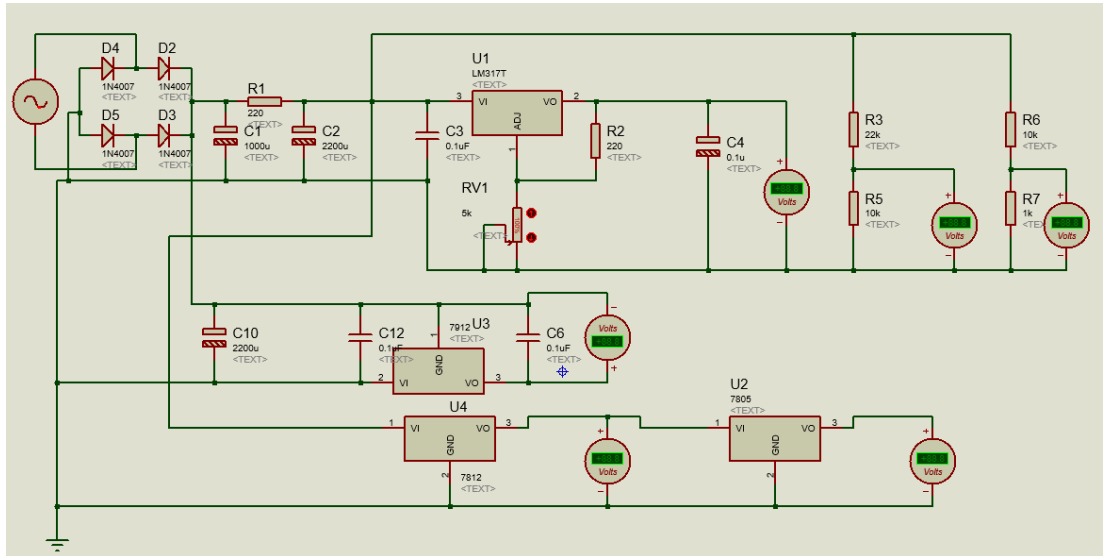 D4
1N4007
<TEXT>
D2
1N4007
<TEXT>
D5
1N4007
<TEXT>
D3
1N4007
<TEXT>
R1
220
<TEXT>
C1
1000u
<TEXT>
C2
2200u
<TEXT>
C3
0.1uF
<TEXT>
U1
LM317T
<TEXT>
3
VI
VO
2
ADJ
1
R2
220
<TEXT>
RV1
5k
<TEXT>
C4
0.1u
<TEXT>
+
Volts
−
R3
22k
<TEXT>
R5
10k
<TEXT>
+
Volts
−
R6
10k
<TEXT>
R7
1k
<TEXT>
+
Volts
−
C10
2200u
<TEXT>
C12
0.1uF
<TEXT>
U3
7912
<TEXT>
1
GND
2
VI
VO
3
C6
0.1uF
<TEXT>
−
Volts
+
U4
1
VI
VO
3
GND
2
7812
<TEXT>
+
Volts
−
U2
7805
<TEXT>
1
VI
VO
3
GND
2
+
Volts
−